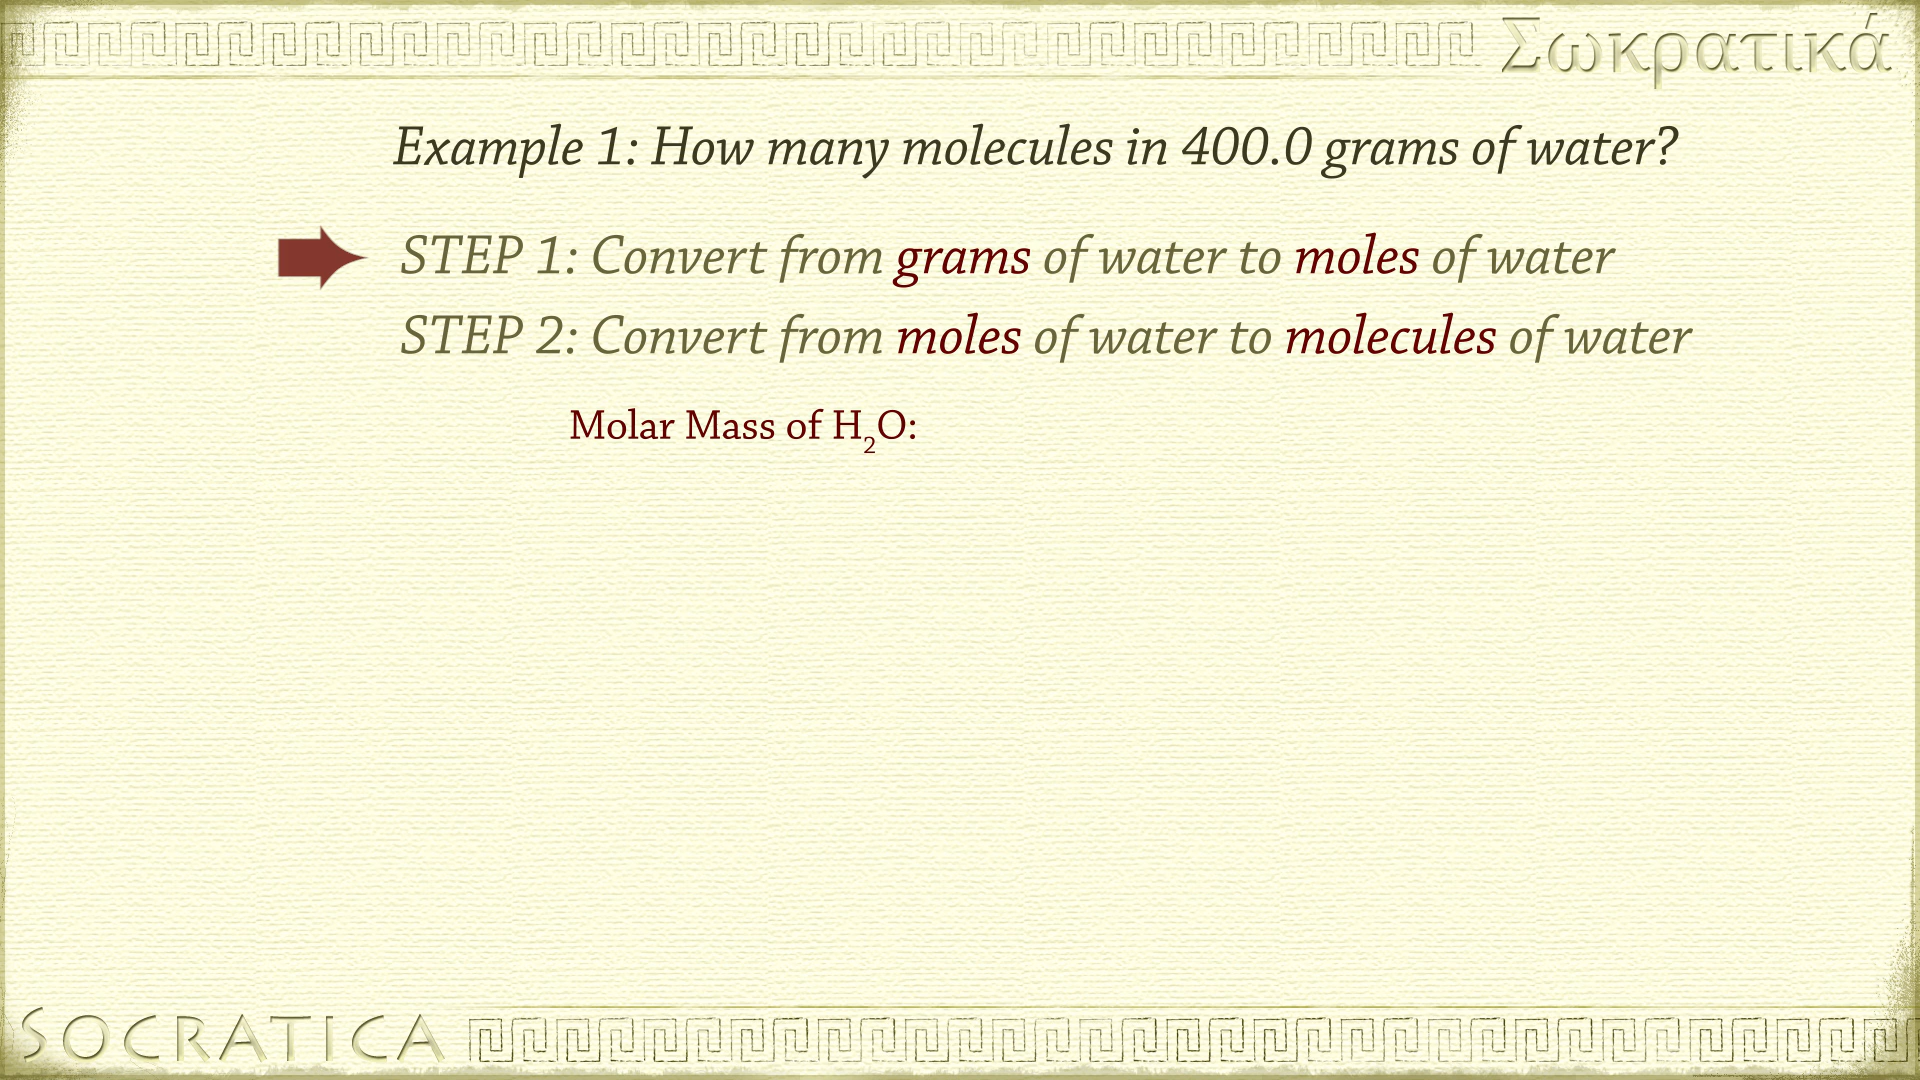 Σωκρατικά
Example 1: How many molecules in 400.0 grams of water?
STEP 1: Convert from grams of water to moles of water
STEP 2: Convert from moles of water to molecules of water
Molar Mass of H₂O:
SOCRATICA